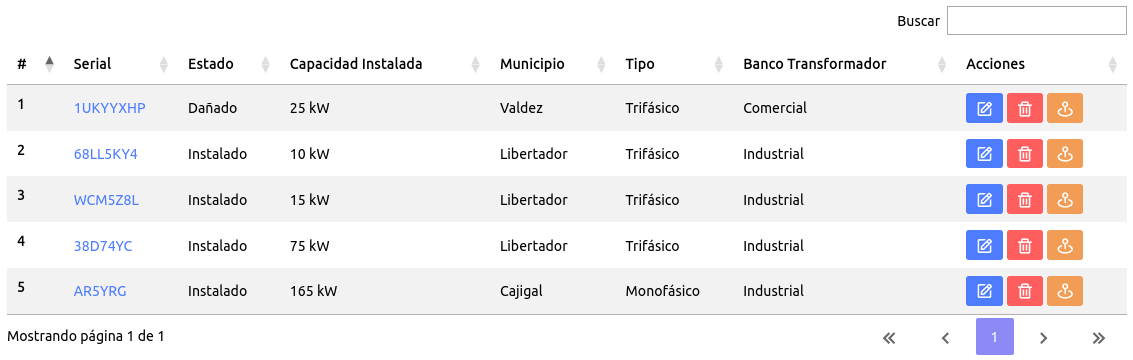 Buscar
# Serial Estado Capacidad Instalada Municipio Tipo Banco Transformador Acciones
1 1UKYYXHP Dañado 25 kW Valdez Trifásico Comercial
2 68LL5KY4 Instalado 10 kW Libertador Trifásico Industrial
3 WCM5Z8L Instalado 15 kW Libertador Trifásico Industrial
4 38D74YC Instalado 75 kW Libertador Trifásico Industrial
5 AR5YRG Instalado 165 kW Cajigal Monofásico Industrial
Mostrando página 1 de 1 « ‹ 1 › »